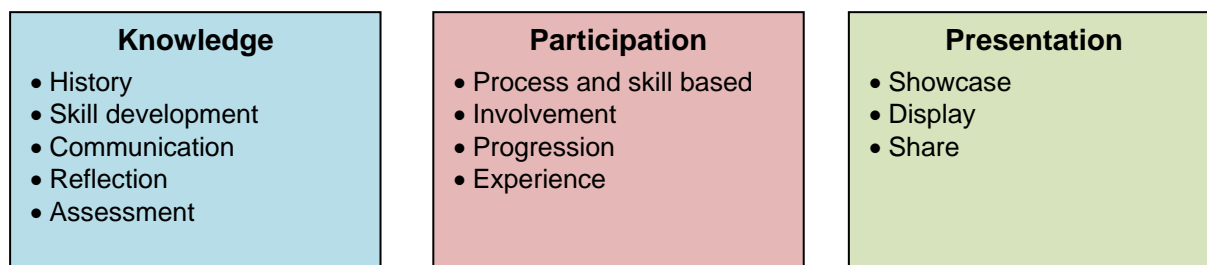 Knowledge
• History
• Skill development
• Communication
• Reflection
• Assessment
Participation
• Process and skill based
• Involvement
• Progression
• Experience
Presentation
• Showcase
• Display
• Share